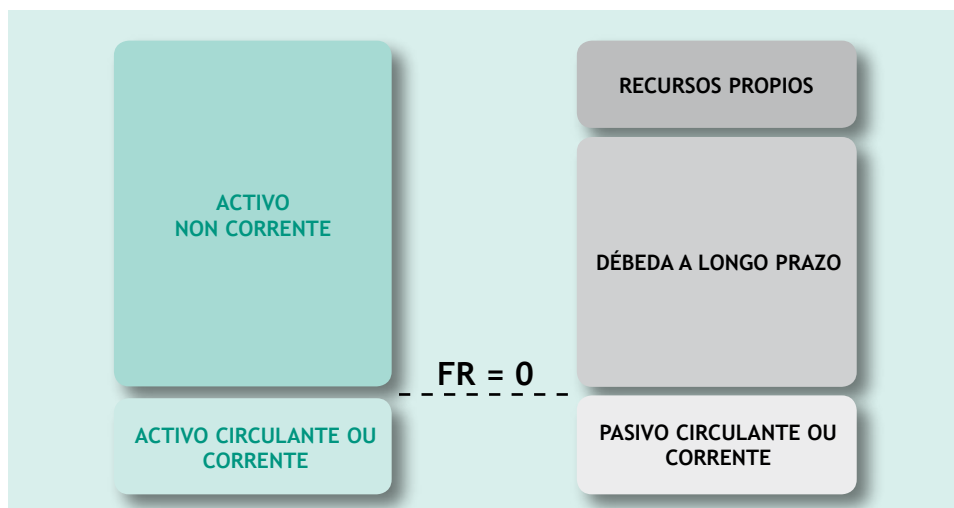 ACTIVO
NON CORRENTE
ACTIVO CIRCULANTE OU
CORRENTE
FR = 0
RECURSOS PROPIOS
DÉBEDA A LONGO PRAZO
PASIVO CIRCULANTE OU
CORRENTE